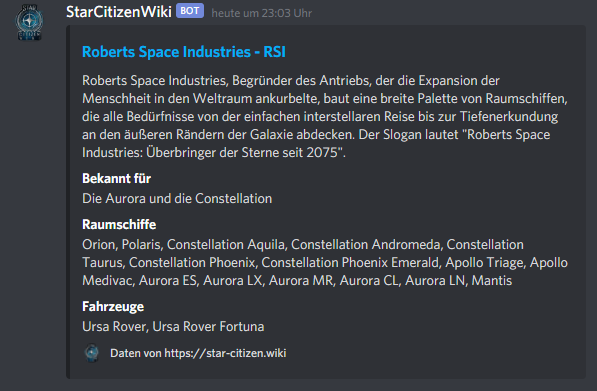 StarCitizenWiki BOT heute um 23:03 Uhr
Roberts Space Industries - RSI
Roberts Space Industries, Begründer des Antriebs, der die Expansion der
Menschheit in den Weltraum ankurbelte, baut eine breite Palette von Raumschiffen,
die alle Bedürfnisse von der einfachen interstellaren Reise bis zur Tiefenerkundung
an den äußeren Rändern der Galaxie abdecken. Der Slogan lautet "Roberts Space
Industries: Überbringer der Sterne seit 2075".
Bekannt für
Die Aurora und die Constellation
Raumschiffe
Orion, Polaris, Constellation Aquila, Constellation Andromeda, Constellation
Taurus, Constellation Phoenix, Constellation Phoenix Emerald, Apollo Triage, Apollo
Medivac, Aurora ES, Aurora LX, Aurora MR, Aurora CL, Aurora LN, Mantis
Fahrzeuge
Ursa Rover, Ursa Rover Fortuna
Daten von https://star-citizen.wiki